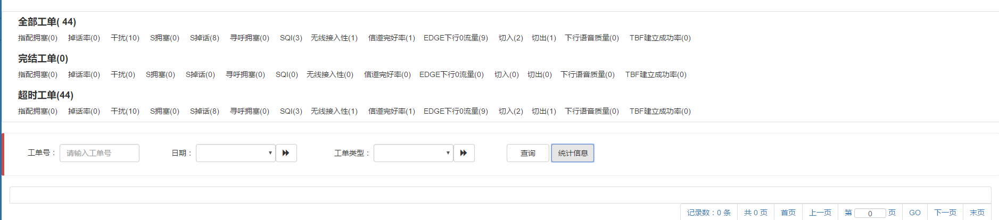 全部工单( 44)
指配拥塞(0) 掉话率(0) 干扰(10) S拥塞(0) S掉话(8) 寻呼拥塞(0) SQI(3) 无线接入性(1) 信道完好率(1) EDGE下行0流量(9) 切入(2) 切出(1) 下行语音质量(0) TBF建立成功率(0)
完结工单(0)
指配拥塞(0) 掉话率(0) 干扰(0) S拥塞(0) S掉话(0) 寻呼拥塞(0) SQI(0) 无线接入性(0) 信道完好率(0) EDGE下行0流量(0) 切入(0) 切出(0) 下行语音质量(0) TBF建立成功率(0)
超时工单(44)
指配拥塞(0) 掉话率(0) 干扰(10) S拥塞(0) S掉话(8) 寻呼拥塞(0) SQI(3) 无线接入性(1) 信道完好率(1) EDGE下行0流量(9) 切入(2) 切出(1) 下行语音质量(0) TBF建立成功率(0)
工单号： 请输入工单号 日期： 工单类型： 查询 统计信息
记录数：0 条 共 0 页 首页 上一页 第 0 页 GO 下一页 末页